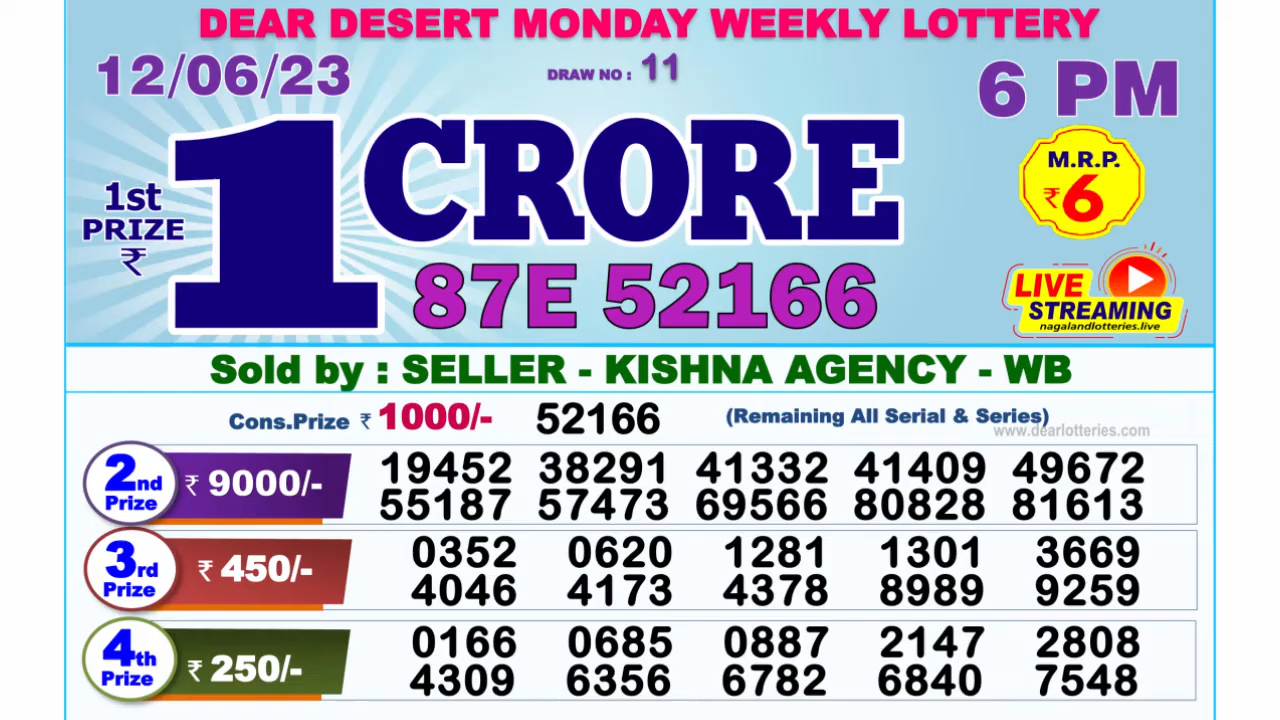 DEAR DESERT MONDAY WEEKLY LOTTERY
12/06/23
DRAW NO : 11
6 PM
1st
PRIZE
₹
1 CRORE
87E 52166
M.R.P.
₹6
LIVE
STREAMING
nagalandlotteries.live
Sold by : SELLER - KISHNA AGENCY - WB
Cons.Prize ₹ 1000/- 52166 (Remaining All Serial & Series)
www.dearlotteries.com
2nd
Prize
₹ 9000/-
19452 38291 41332 41409 49672
55187 57473 69566 80828 81613
3rd
Prize
₹ 450/-
0352 0620 1281 1301 3669
4046 4173 4378 8989 9259
4th
Prize
₹ 250/-
0166 0685 0887 2147 2808
4309 6356 6782 6840 7548